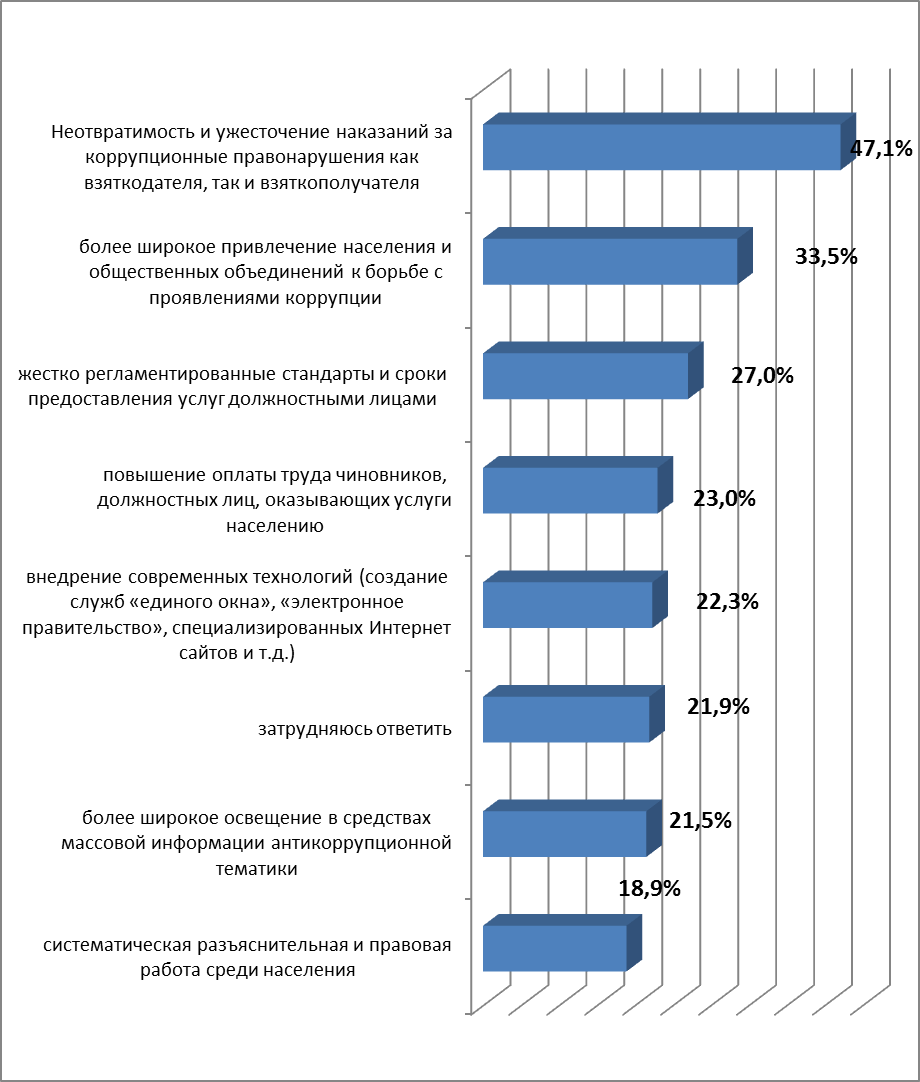 Неотвратимость и ужесточение наказаний за
коррупционные правонарушения как
взяткодателя, так и взяткополучателя
47,1%
более широкое привлечение населения и
общественных объединений к борьбе с
проявлениями коррупции
33,5%
жестко регламентированные стандарты и сроки
предоставления услуг должностными лицами
27,0%
повышение оплаты труда чиновников,
должностных лиц, оказывающих услуги
населению
23,0%
внедрение современных технологий (создание
служб «единого окна», «электронное
правительство», специализированных Интернет
сайтов и т.д.)
22,3%
затрудняюсь ответить
21,9%
более широкое освещение в средствах
массовой информации антикоррупционной
тематики
21,5%
систематическая разъяснительная и правовая
работа среди населения
18,9%